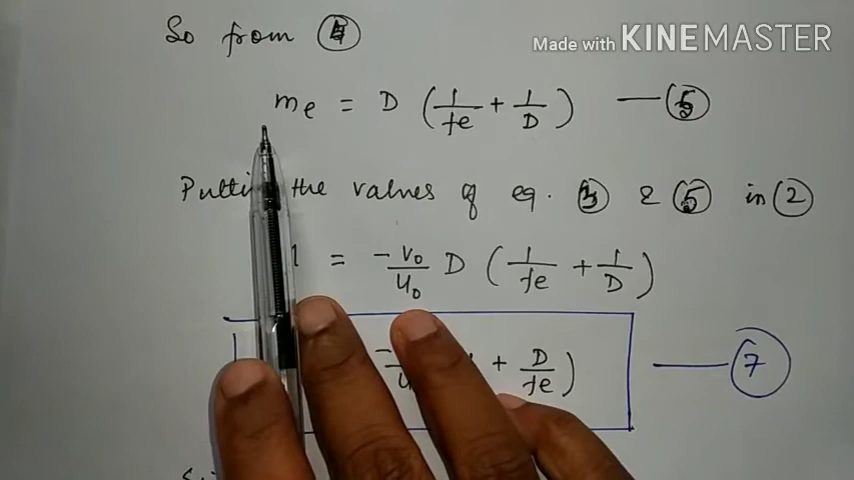 So from ④
Made with KINEMASTER
me = D (1/fe + 1/D) — ⑤
the values of eq. ③ & ⑤ in ②
= -v₀/u₀ D (1/fe + 1/D)
+ D/fe) — ⑦